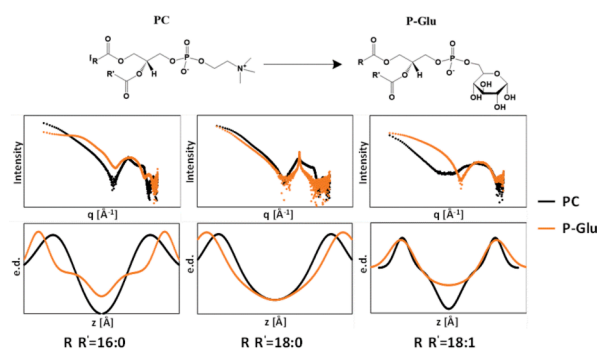 PC
P-Glu
R
O
O
O
O
P
O
O⁻
O
N⁺
R'
O
O
H
R
O
O
O
O
P
O
O⁻
O
R'
O
O
H
O
OH
OH
OH
OH
Intensity
Intensity
Intensity
q [Å⁻¹]
q [Å⁻¹]
q [Å⁻¹]
PC
P-Glu
e.d.
e.d.
e.d.
z [Å]
z [Å]
z [Å]
R R'=16:0
R R'=18:0
R R'=18:1